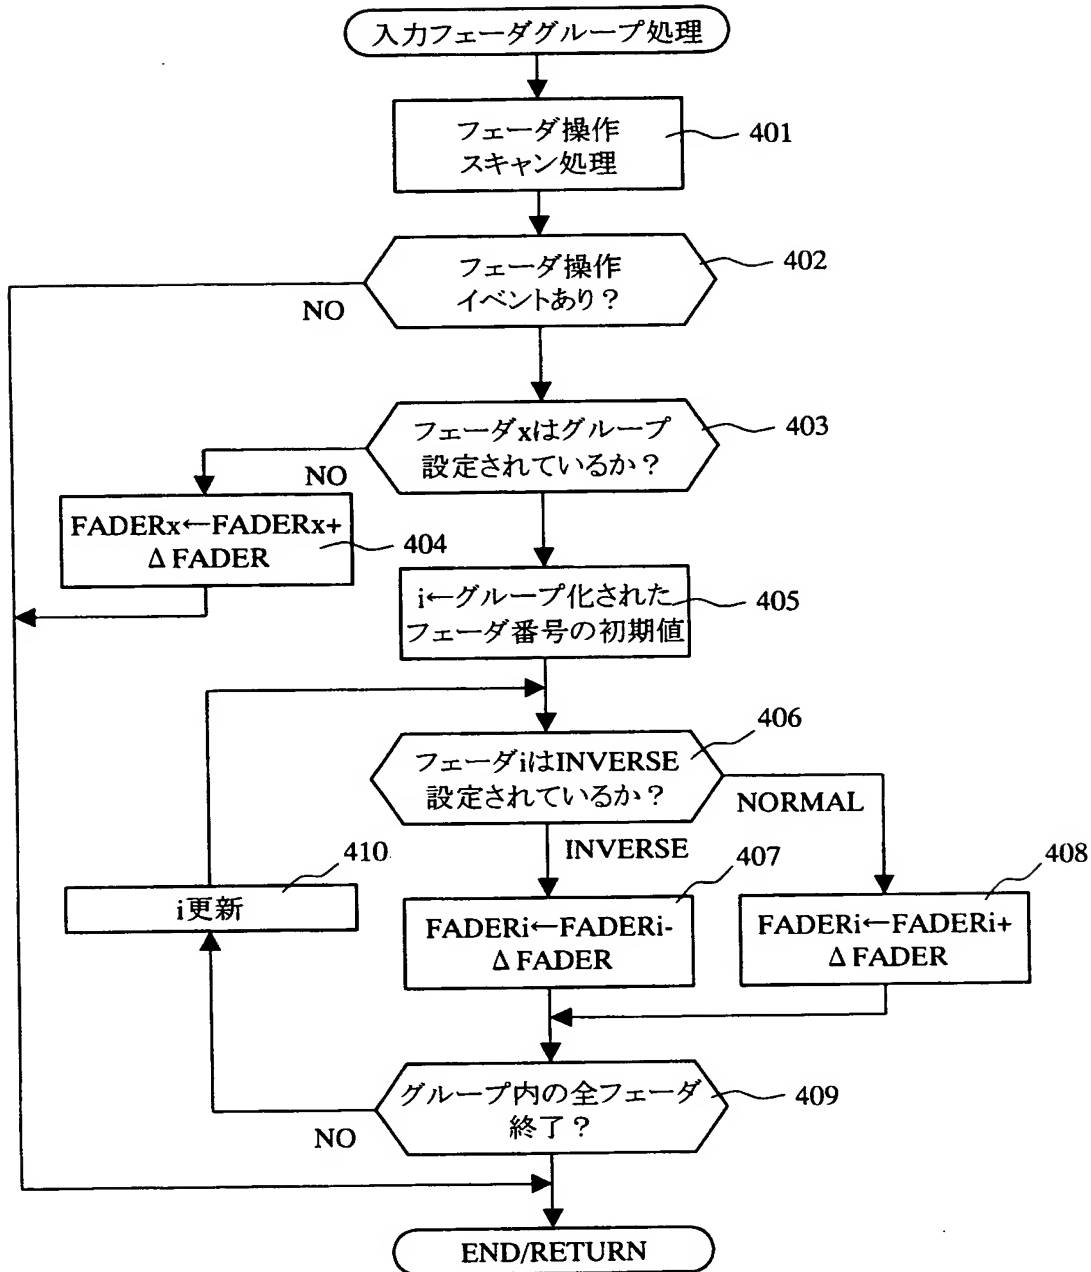 入力フェーダグループ処理
フェーダ操作
スキャン処理
401
フェーダ操作
イベントあり?
402
NO
フェーダxはグループ
設定されているか?
403
NO
FADERx←FADERx+
Δ FADER
404
i←グループ化された
フェーダ番号の初期値
405
フェーダiはINVERSE
設定されているか?
406
NORMAL
INVERSE
410
i更新
407
FADERi←FADERi-
Δ FADER
408
FADERi←FADERi+
Δ FADER
グループ内の全フェーダ
終了?
409
NO
END/RETURN